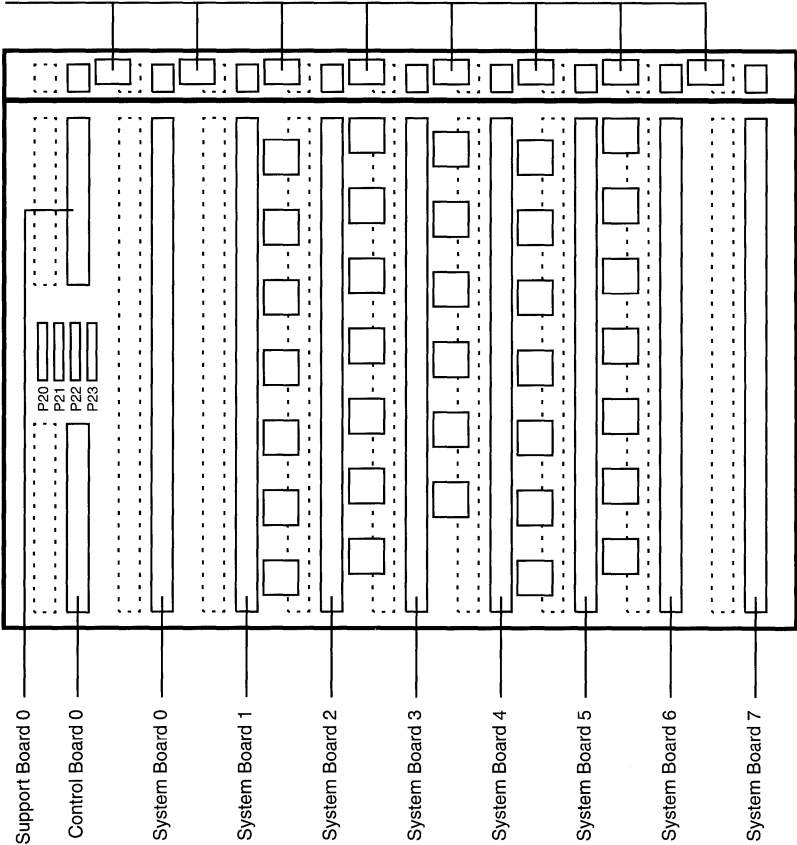 P20
P21
P22
P23
Support Board 0
Control Board 0
System Board 0
System Board 1
System Board 2
System Board 3
System Board 4
System Board 5
System Board 6
System Board 7